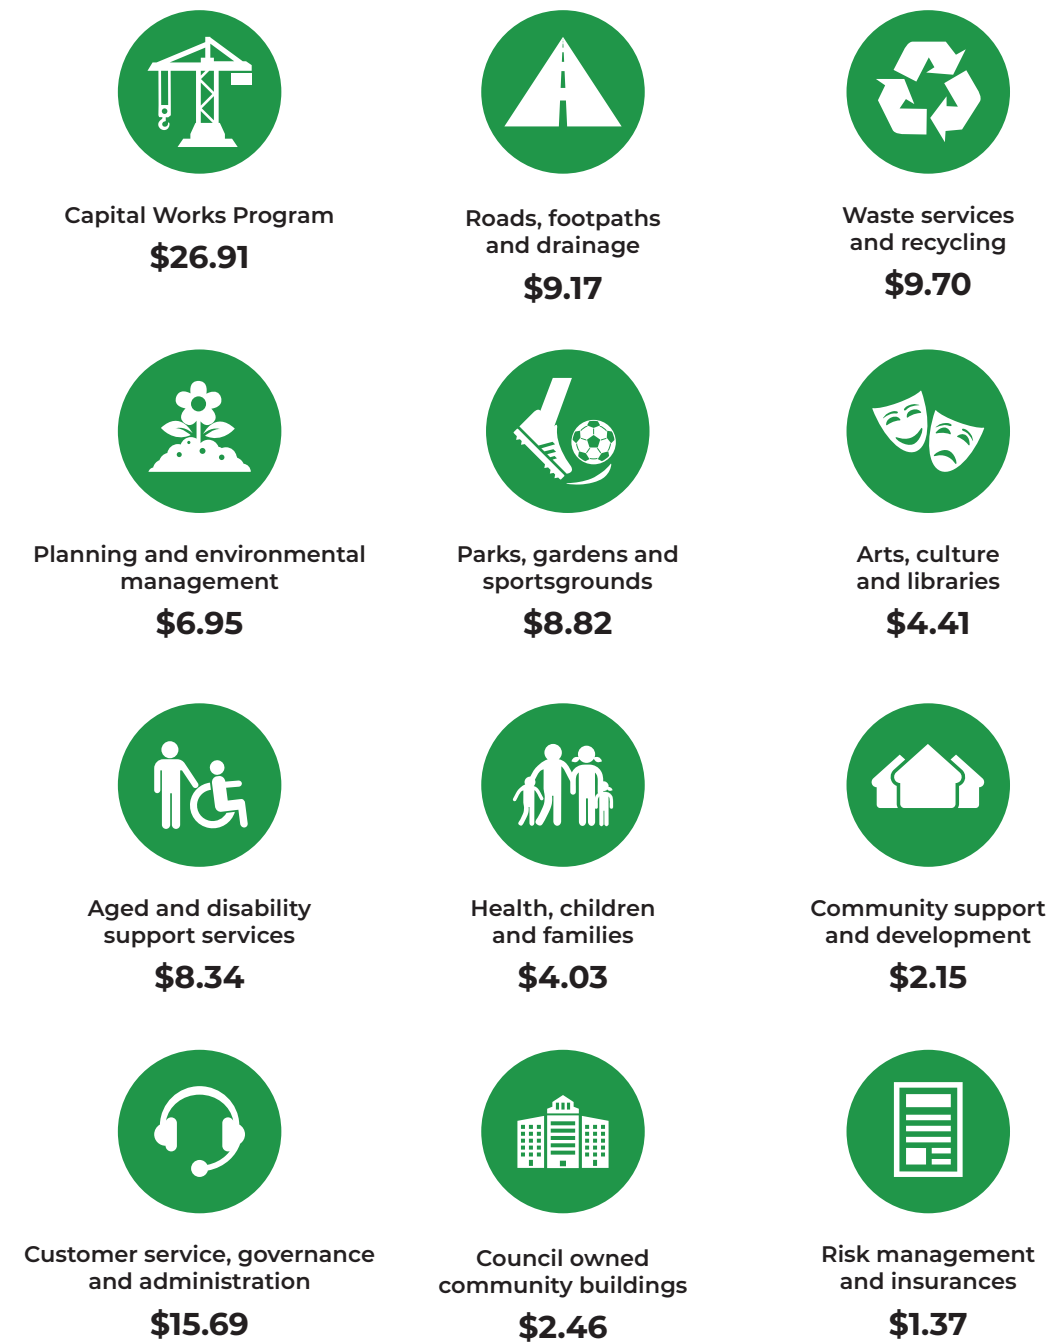 Capital Works Program
$26.91
Roads, footpaths
and drainage
$9.17
Waste services
and recycling
$9.70
Planning and environmental
management
$6.95
Parks, gardens and
sportsgrounds
$8.82
Arts, culture
and libraries
$4.41
Aged and disability
support services
$8.34
Health, children
and families
$4.03
Community support
and development
$2.15
Customer service, governance
and administration
$15.69
Council owned
community buildings
$2.46
Risk management
and insurances
$1.37